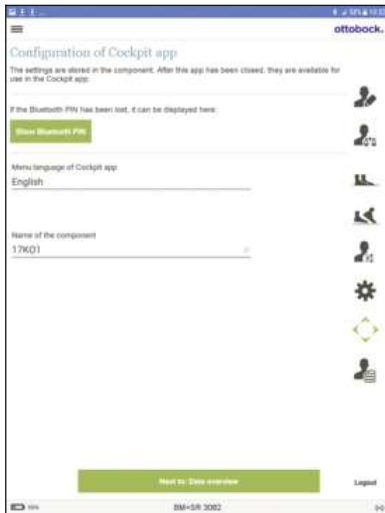 ottobock.
Configuration of Cockpit app
The settings are stored in the component. After this app has been closed, they are available for
use in the Cockpit app:
If the Bluetooth PIN has been lost, it can be displayed here:
Show Bluetooth PIN
Menu language of Cockpit app
English
Name of the component
17KO1
Next to: Data overview
Logout
BM+SR 3082